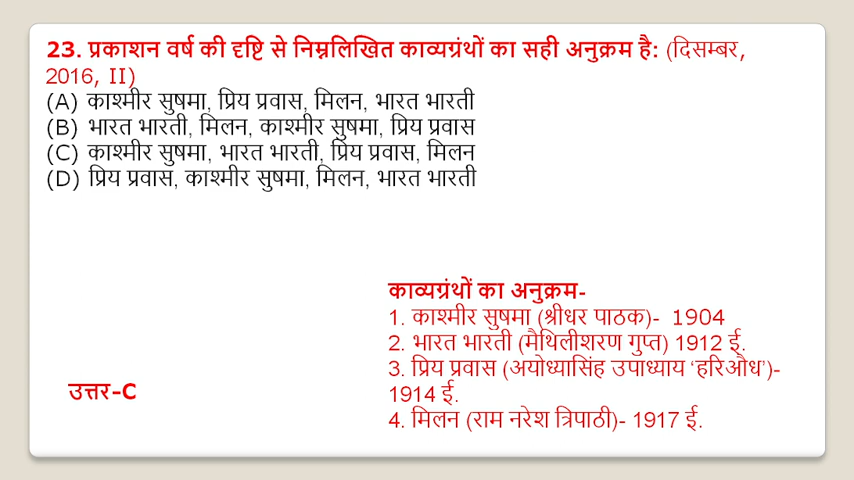 23. प्रकाशन वर्ष की दृष्टि से निम्नलिखित काव्यग्रंथों का सही अनुक्रम है: (दिसम्बर,
2016, II)
(A) काश्मीर सुषमा, प्रिय प्रवास, मिलन, भारत भारती
(B) भारत भारती, मिलन, काश्मीर सुषमा, प्रिय प्रवास
(C) काश्मीर सुषमा, भारत भारती, प्रिय प्रवास, मिलन
(D) प्रिय प्रवास, काश्मीर सुषमा, मिलन, भारत भारती
काव्यग्रंथों का अनुक्रम-
1. काश्मीर सुषमा (श्रीधर पाठक)- 1904
2. भारत भारती (मैथिलीशरण गुप्त) 1912 ई.
3. प्रिय प्रवास (अयोध्यासिंह उपाध्याय ‘हरिऔध’)-
1914 ई.
4. मिलन (राम नरेश त्रिपाठी)- 1917 ई.
उत्तर-C